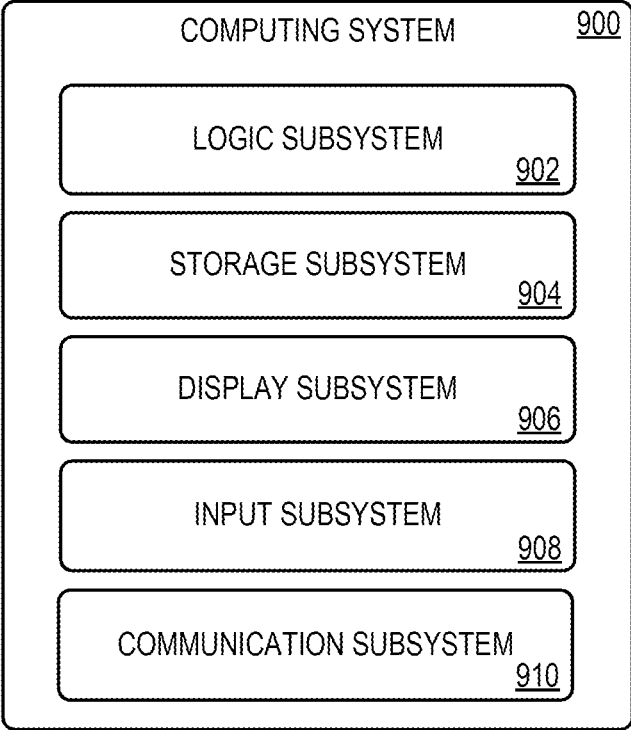 COMPUTING SYSTEM 900
LOGIC SUBSYSTEM
902
STORAGE SUBSYSTEM
904
DISPLAY SUBSYSTEM
906
INPUT SUBSYSTEM
908
COMMUNICATION SUBSYSTEM
910